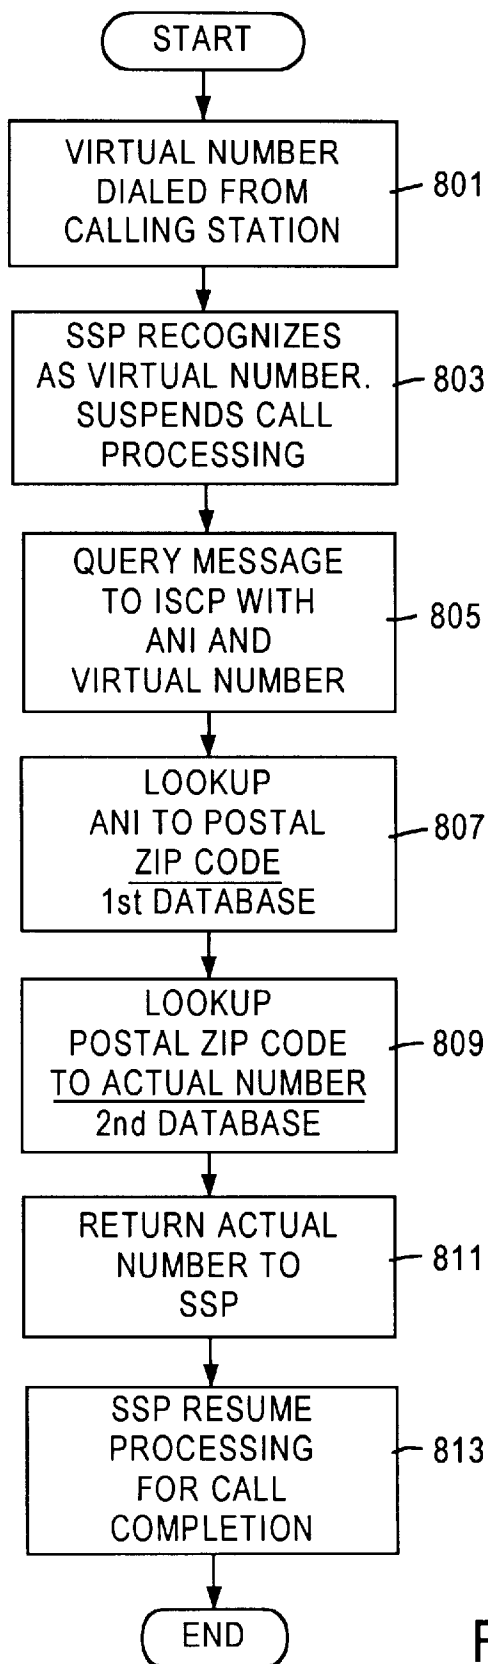 START
VIRTUAL NUMBER
DIALED FROM
CALLING STATION
801
SSP RECOGNIZES
AS VIRTUAL NUMBER.
SUSPENDS CALL
PROCESSING
803
QUERY MESSAGE
TO ISCP WITH
ANI AND
VIRTUAL NUMBER
805
LOOKUP
ANI TO POSTAL
ZIP CODE
1st DATABASE
807
LOOKUP
POSTAL ZIP CODE
TO ACTUAL NUMBER
2nd DATABASE
809
RETURN ACTUAL
NUMBER TO
SSP
811
SSP RESUME
PROCESSING
FOR CALL
COMPLETION
813
END